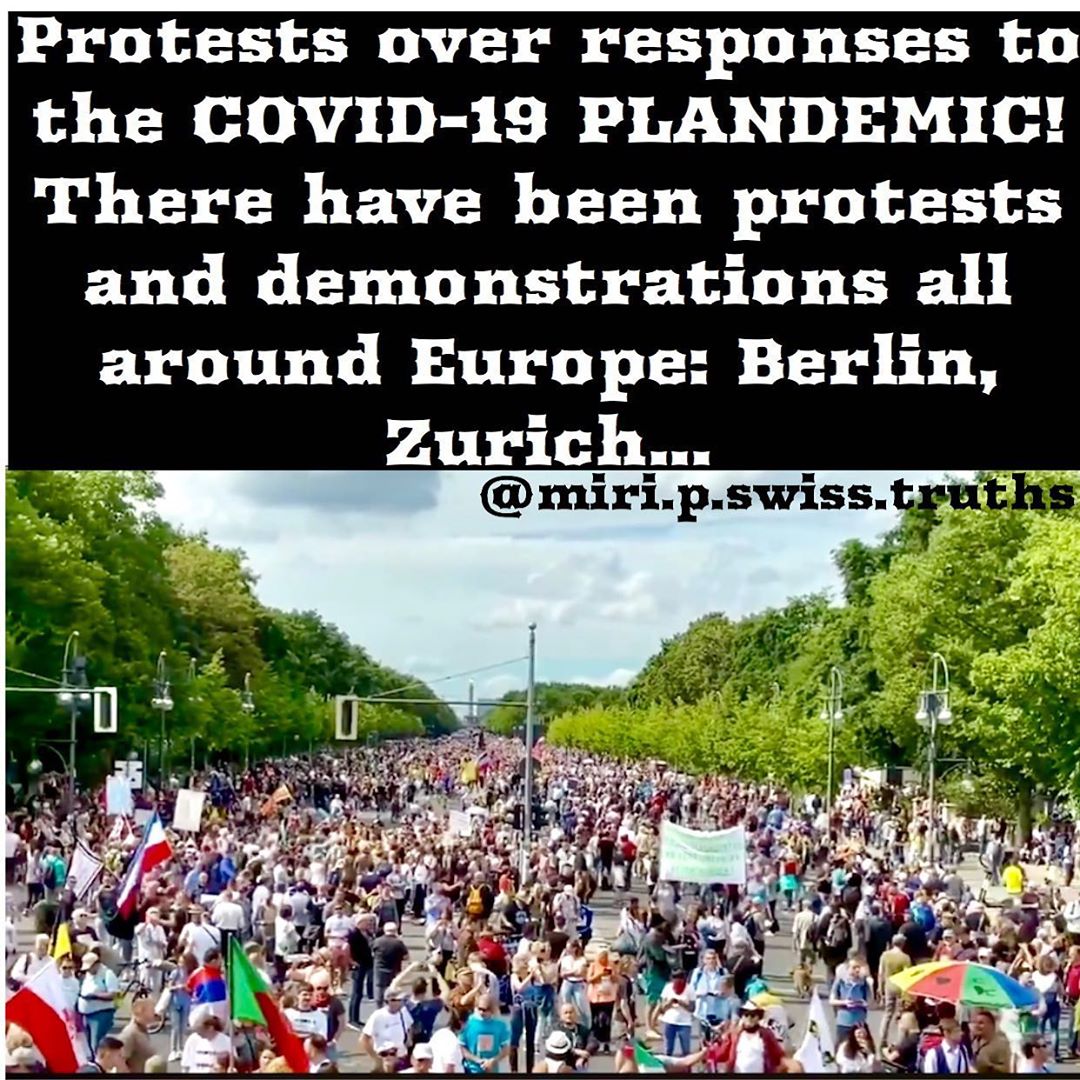 Protests over responses to
the COVID-19 PLANDEMIC!
There have been protests
and demonstrations all
around Europe: Berlin,
Zurich...
@miri.p.swiss.truths